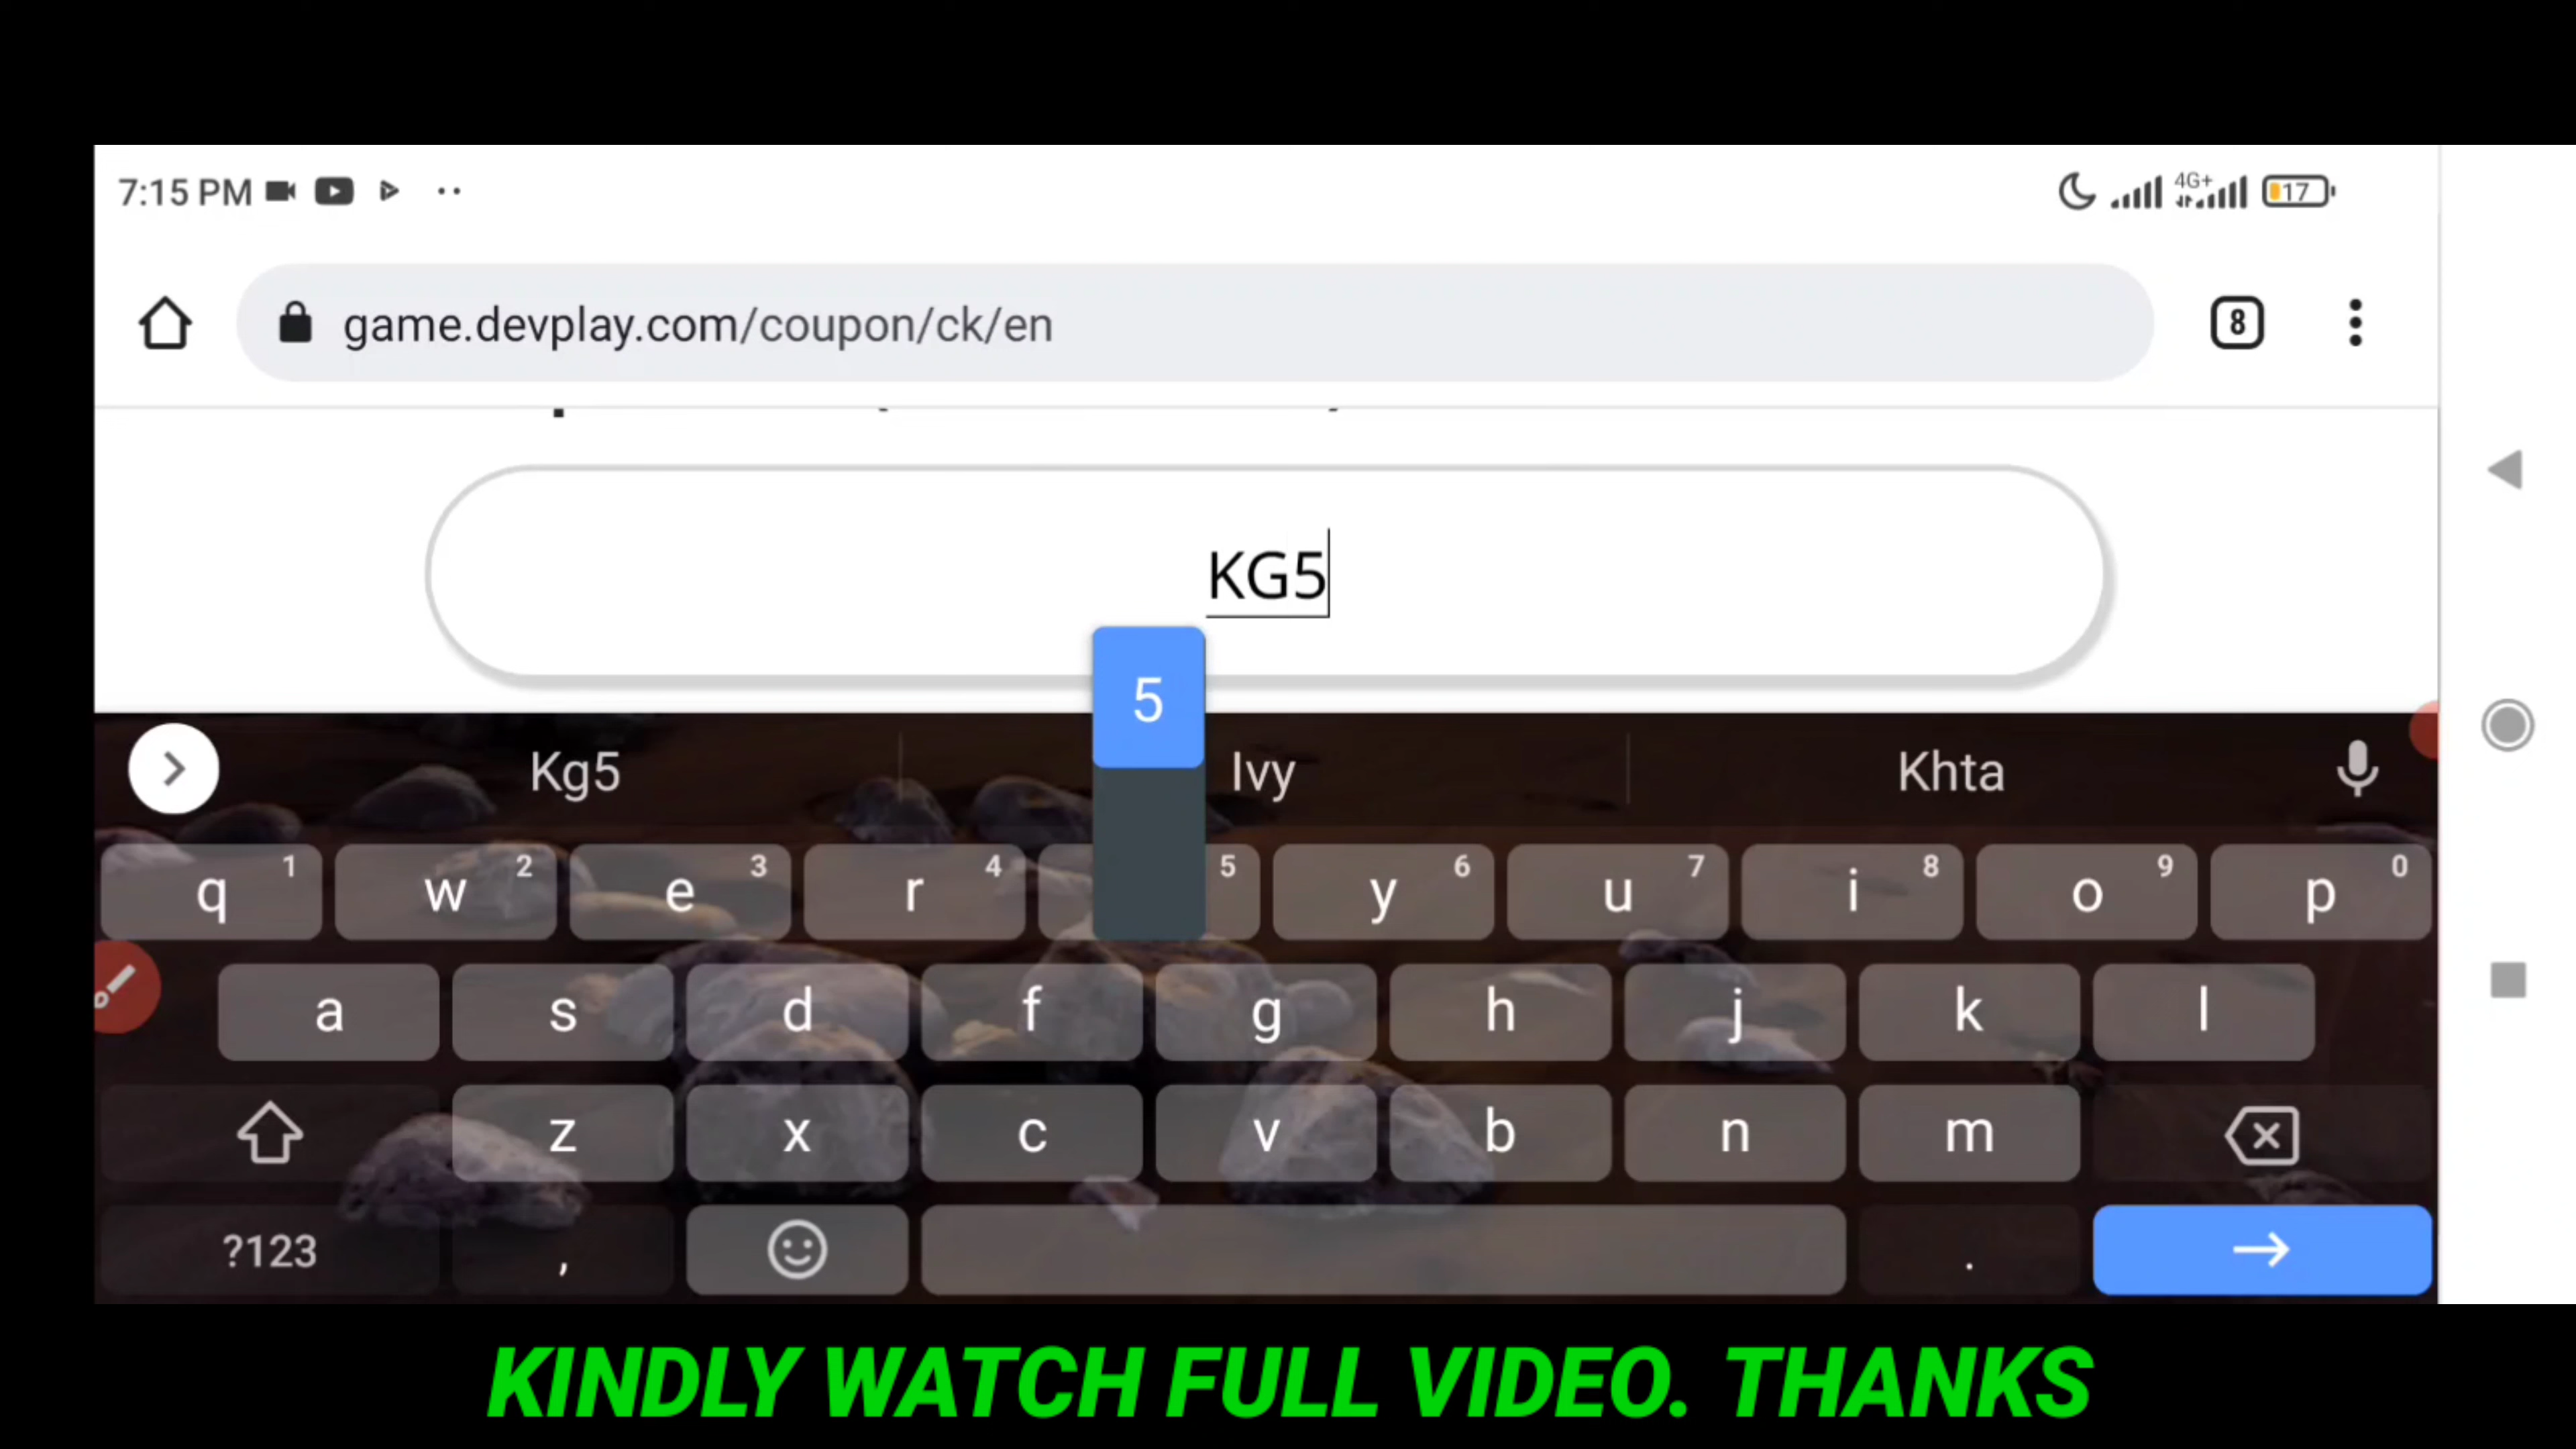 7:15 PM
4G+
17
game.devplay.com/coupon/ck/en
8
KG5
5
Kg5 Ivy Khta
q 1 w 2 e 3 r 4 5 y 6 u 7 i 8 o 9 p 0
a s d f g h j k l
z x c v b n m
?123 , .
KINDLY WATCH FULL VIDEO. THANKS